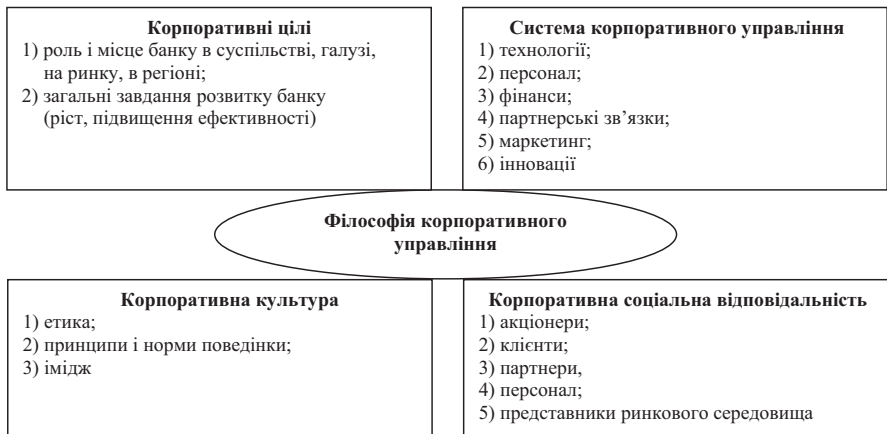 Корпоративні цілі
1) роль і місце банку в суспільстві, галузі,
на ринку, в регіоні;
2) загальні завдання розвитку банку
(ріст, підвищення ефективності)
Система корпоративного управління
1) технології;
2) персонал;
3) фінанси;
4) партнерські зв’язки;
5) маркетинг;
6) інновації
Філософія корпоративного
управління
Корпоративна культура
1) етика;
2) принципи і норми поведінки;
3) імідж
Корпоративна соціальна відповідальність
1) акціонери;
2) клієнти;
3) партнери,
4) персонал;
5) представники ринкового середовища